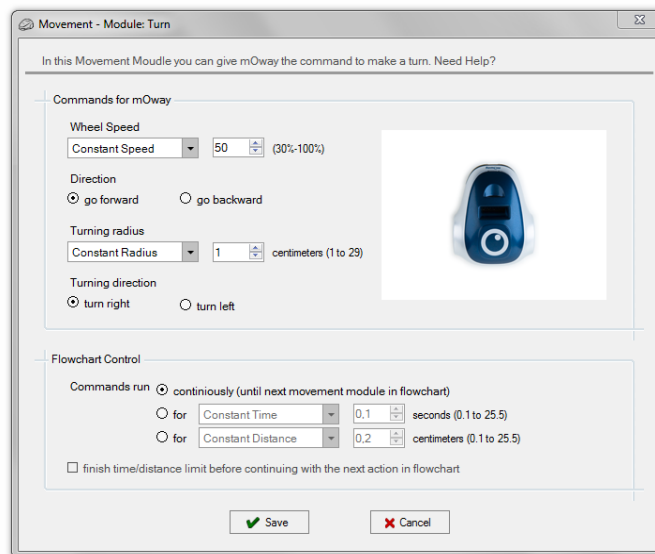 Movement - Module: Turn
In this Movement Moudle you can give mOway the command to make a turn. Need Help?
Commands for mOway
Wheel Speed
Constant Speed 50 (30%-100%)
Direction
go forward go backward
Turning radius
Constant Radius 1 centimeters (1 to 29)
Turning direction
turn right turn left
Flowchart Control
Commands run continiously (until next movement module in flowchart)
for Constant Time 0,1 seconds (0.1 to 25.5)
for Constant Distance 0,2 centimeters (0.1 to 25.5)
finish time/distance limit before continuing with the next action in flowchart
Save Cancel